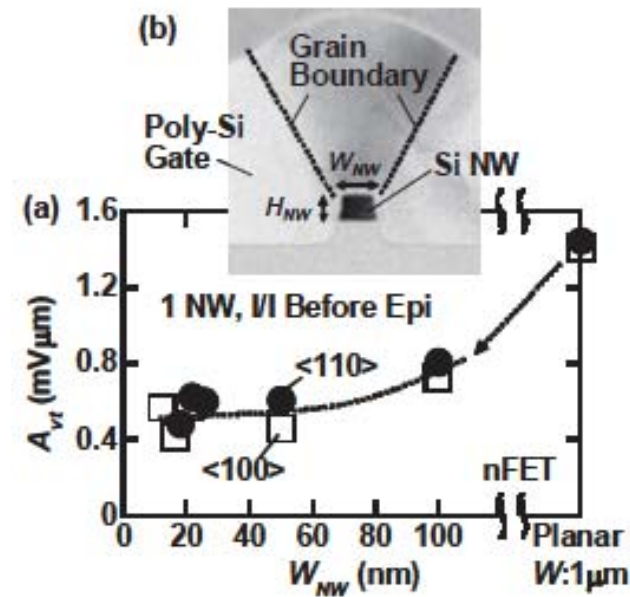 (b)
Grain
Boundary
Poly-Si
Gate
W_NW
Si NW
H_NW
(a)
1.6
1.2
0.8
0.4
0
A_vt (mVμm)
1 NW, I/I Before Epi
<110>
<100>
nFET
0 20 40 60 80 100 Planar
W_NW (nm) W:1μm